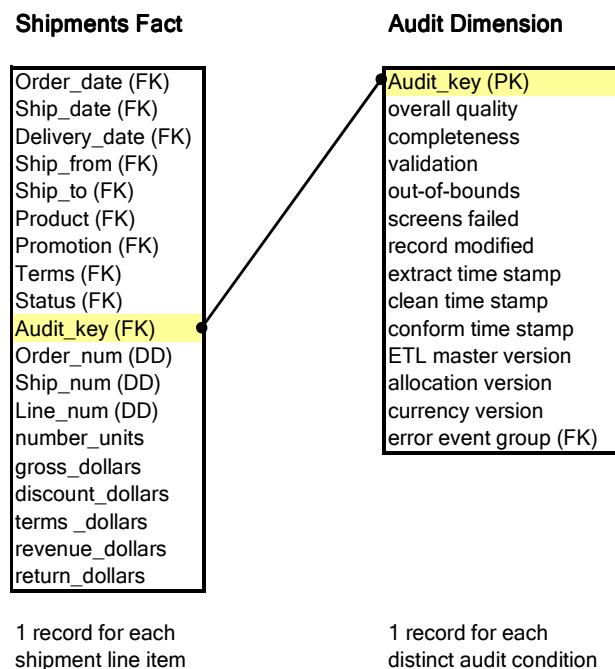 Shipments Fact
Order_date (FK)
Ship_date (FK)
Delivery_date (FK)
Ship_from (FK)
Ship_to (FK)
Product (FK)
Promotion (FK)
Terms (FK)
Status (FK)
Audit_key (FK)
Order_num (DD)
Ship_num (DD)
Line_num (DD)
number_units
gross_dollars
discount_dollars
terms _dollars
revenue_dollars
return_dollars
1 record for each
shipment line item
Audit Dimension
Audit_key (PK)
overall quality
completeness
validation
out-of-bounds
screens failed
record modified
extract time stamp
clean time stamp
conform time stamp
ETL master version
allocation version
currency version
error event group (FK)
1 record for each
distinct audit condition